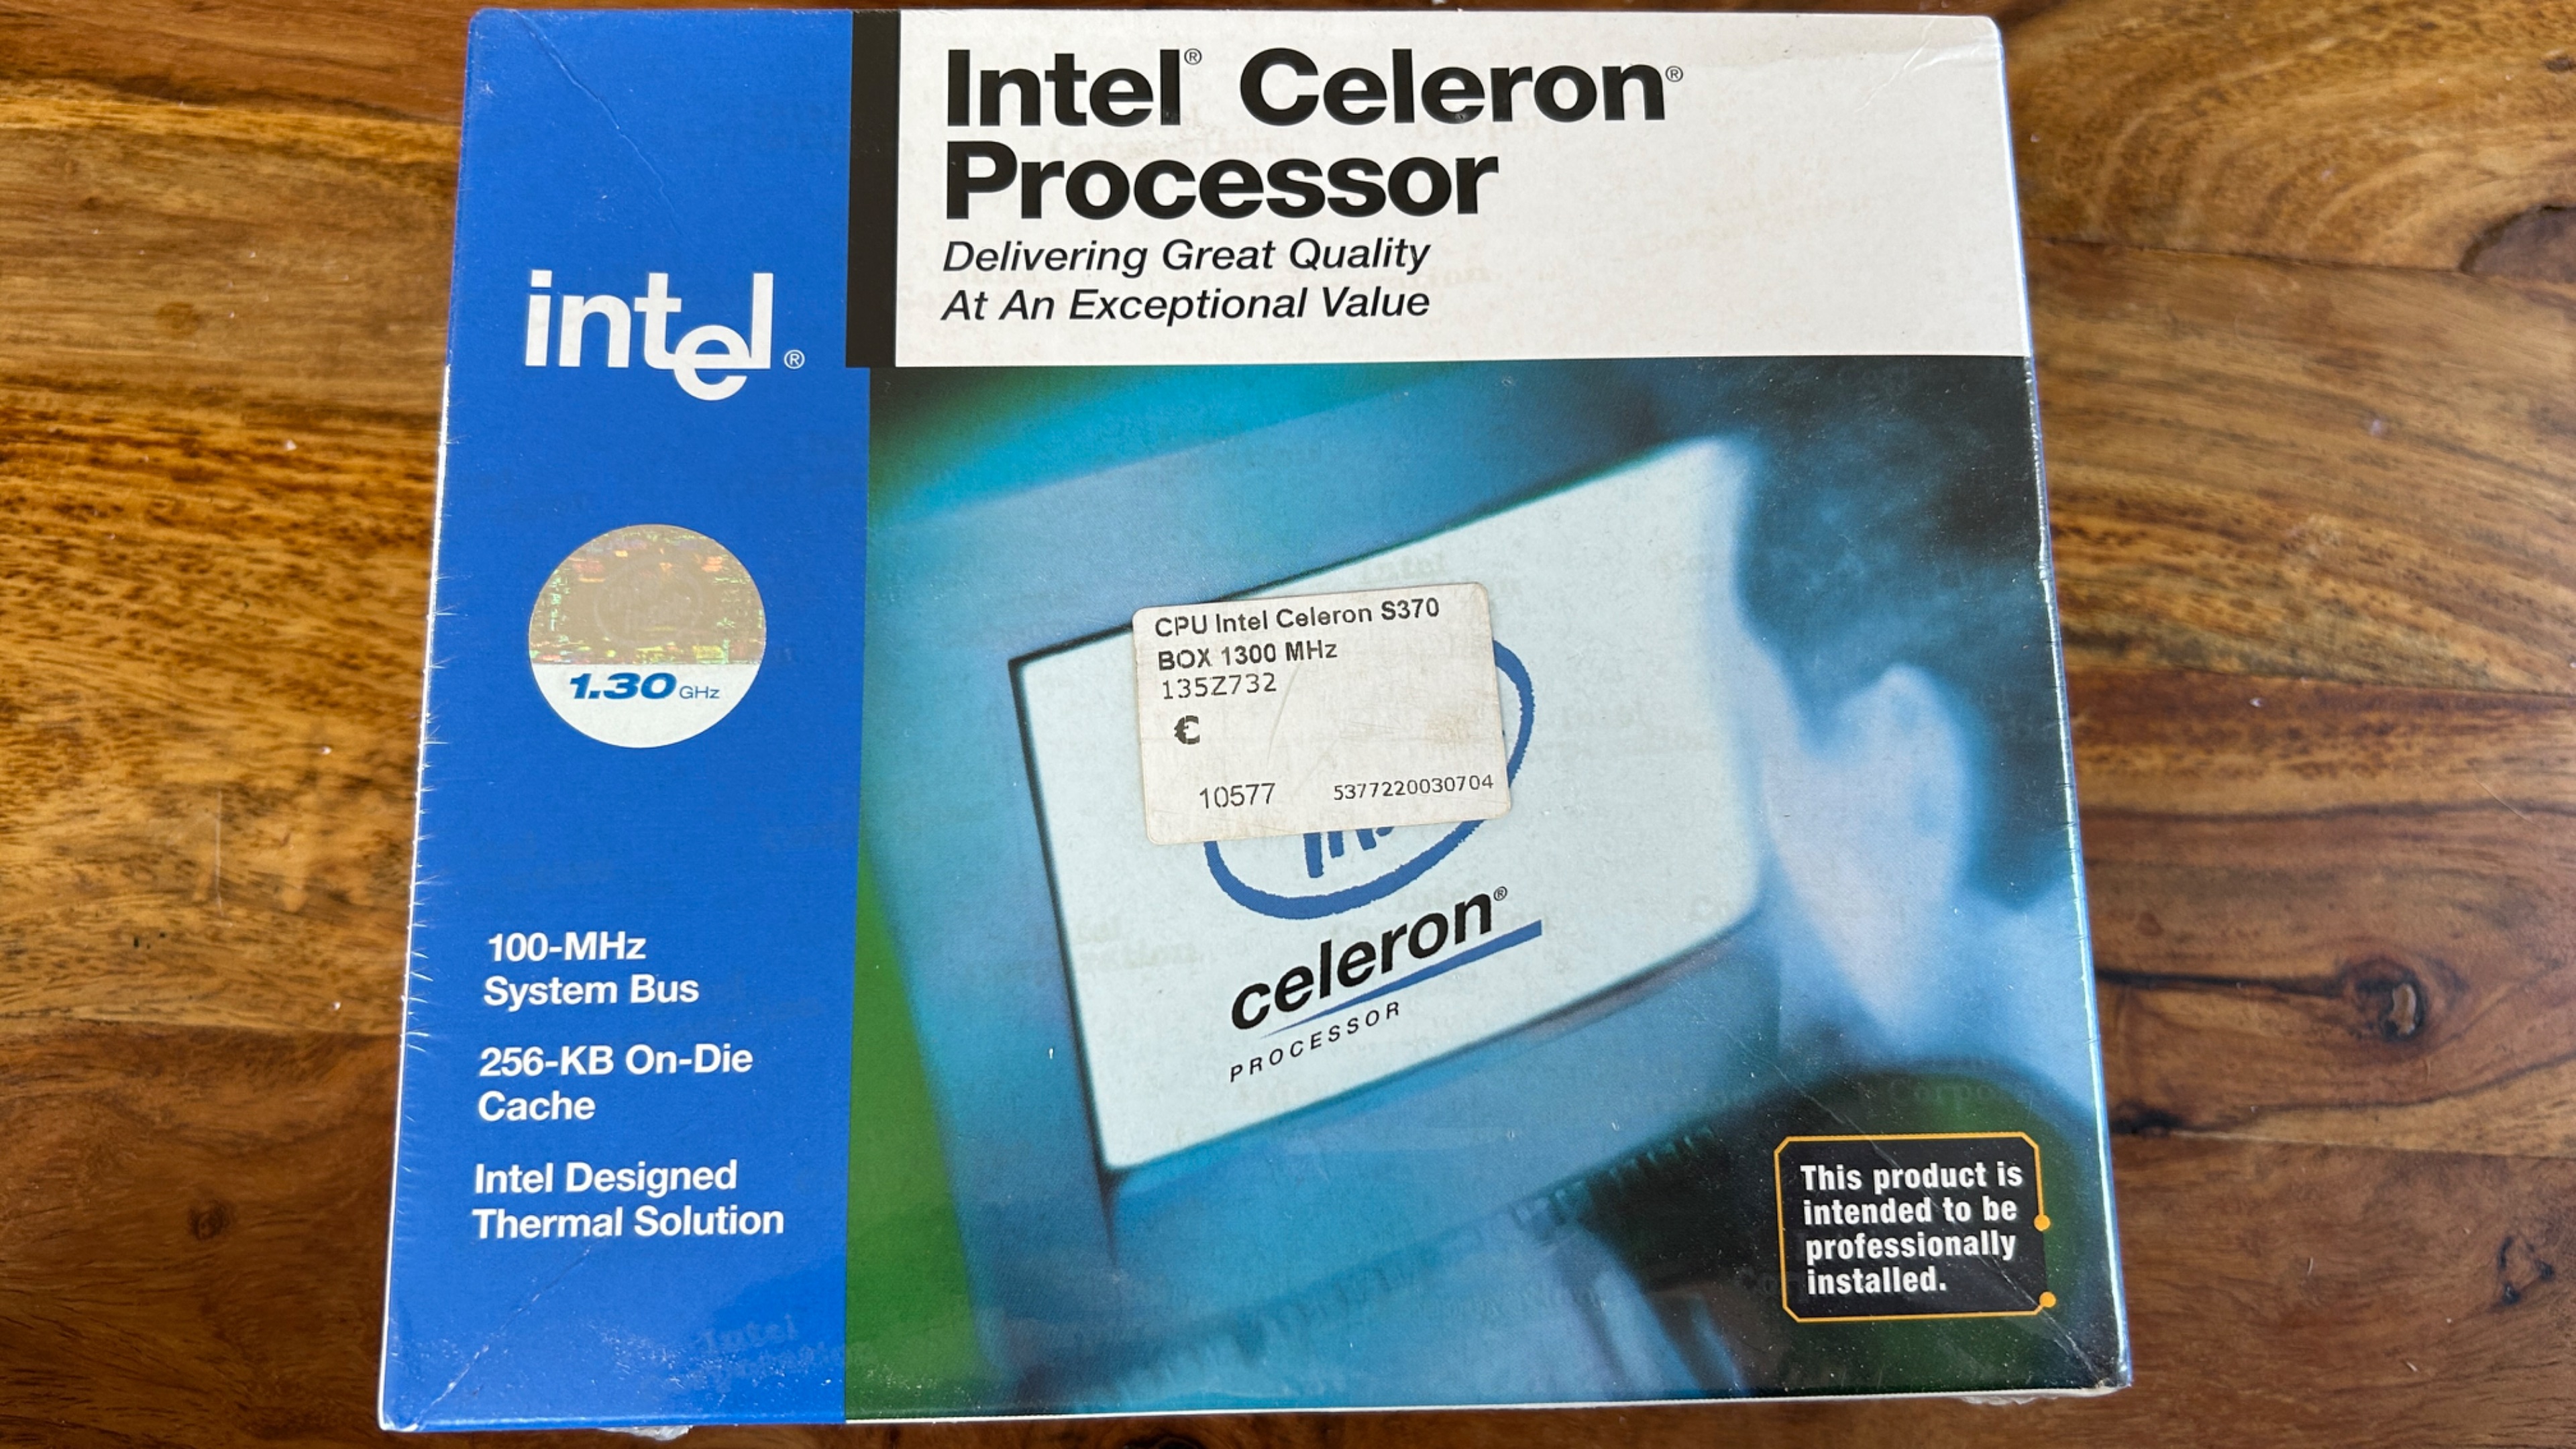 Intel® Celeron®
Processor
Delivering Great Quality
At An Exceptional Value
intel®
1.30 GHz
100-MHz
System Bus
256-KB On-Die
Cache
Intel Designed
Thermal Solution
CPU Intel Celeron S370
BOX 1300 MHz
135Z732
€
10577 5377220030704
celeron®
PROCESSOR
This product is
intended to be
professionally
installed.